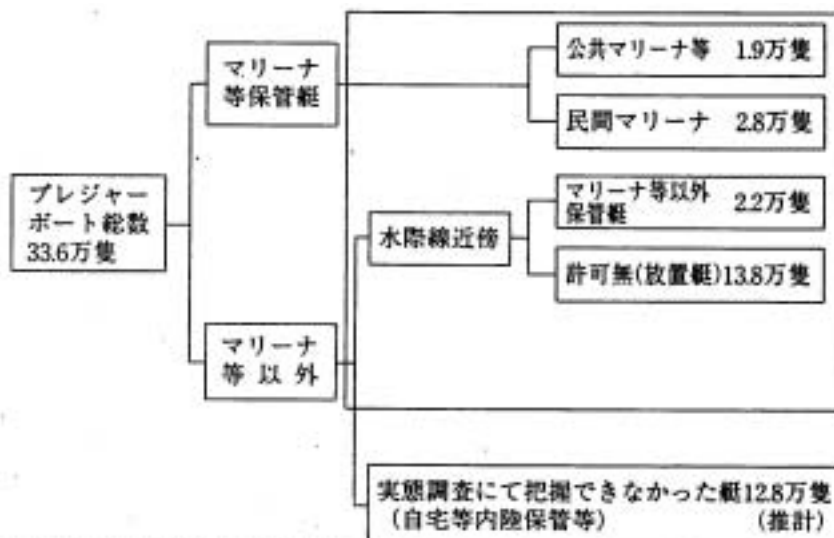 プレジャー
ボート総数
33.6万隻
マリーナ
等保管艇
公共マリーナ等 1.9万隻
民間マリーナ 2.8万隻
マリーナ
等以外
水際線近傍
マリーナ等以外
保管艇 2.2万隻
許可無(放置艇)13.8万隻
実態調査にて把握できなかった艇12.8万隻
(自宅等内陸保管等) (推計)